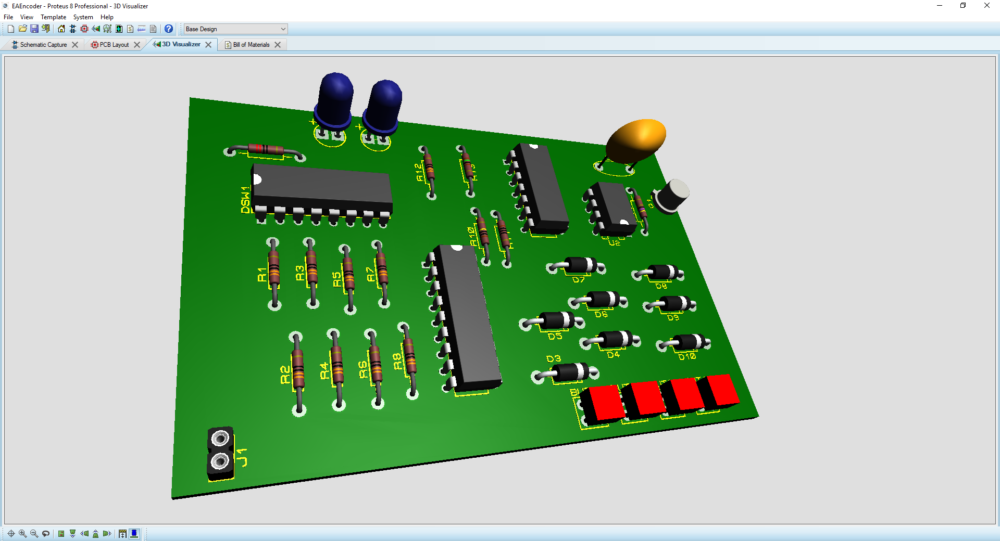 EAEncoder - Proteus 8 Professional - 3D Visualizer
File View Template System Help
Base Design
Schematic Capture
PCB Layout
3D Visualizer
Bill of Materials
+
+
DSW1
R12
R10
U2
R1
R3
R5
R7
D7
D8
D6
D9
D5
D4
D10
D3
R2
R4
R6
R8
J1